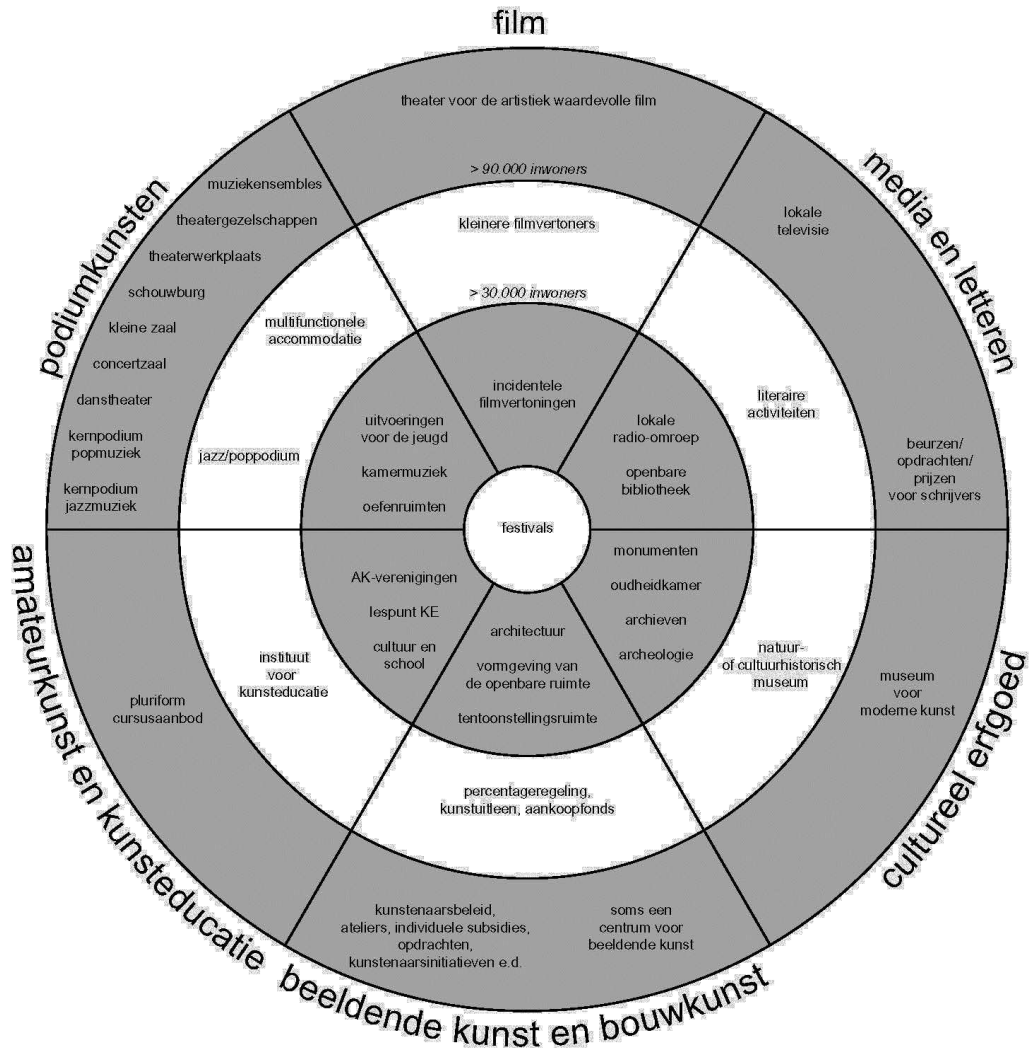 film
theater voor de artistiek waardevolle film
> 90.000 inwoners
kleinere filmvertoners
> 30.000 inwoners
incidentele
filmvertoningen
media en letteren
lokale
televisie
beurzen/
opdrachten/
prijzen
voor schrijvers
literaire
activiteiten
lokale
radio-omroep
openbare
bibliotheek
cultureel erfgoed
museum
voor
moderne kunst
natuur-
of cultuurhistorisch
museum
monumenten
oudheidkamer
archieven
archeologie
beeldende kunst en bouwkunst
kunstenaarsbeleid,
ateliers, individuele subsidies,
opdrachten,
kunstenaarsinitiatieven e.d.
soms een
centrum voor
beeldende kunst
percentageregeling,
kunstuitleen, aankoopfonds
architectuur
vormgeving van
de openbare ruimte
tentoonstellingsruimte
amateurkunst en kunsteducatie
pluriform
cursusaanbod
instituut
voor
kunsteducatie
AK-verenigingen
lespunt KE
cultuur en
school
podiumkunsten
muziekensembles
theatergezelschappen
theaterwerkplaats
schouwburg
kleine zaal
concertzaal
danstheater
kernpodium
popmuziek
kernpodium
jazzmuziek
multifunctionele
accommodatie
jazz/poppodium
uitvoeringen
voor de jeugd
kamermuziek
oefenruimten
festivals